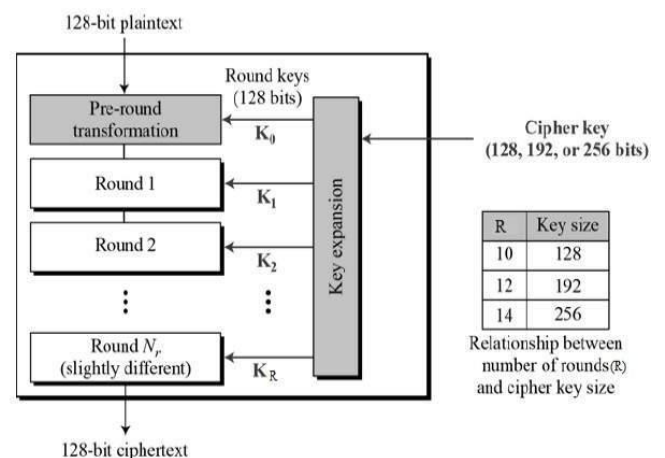 128-bit plaintext
Round keys
(128 bits)
Pre-round
transformation
K0
Cipher key
(128, 192, or 256 bits)
Round 1
K1
Key expansion
Round 2
K2
R Key size
10 128
12 192
14 256
Relationship between
number of rounds(R)
and cipher key size
Round Nr
(slightly different)
KR
128-bit ciphertext